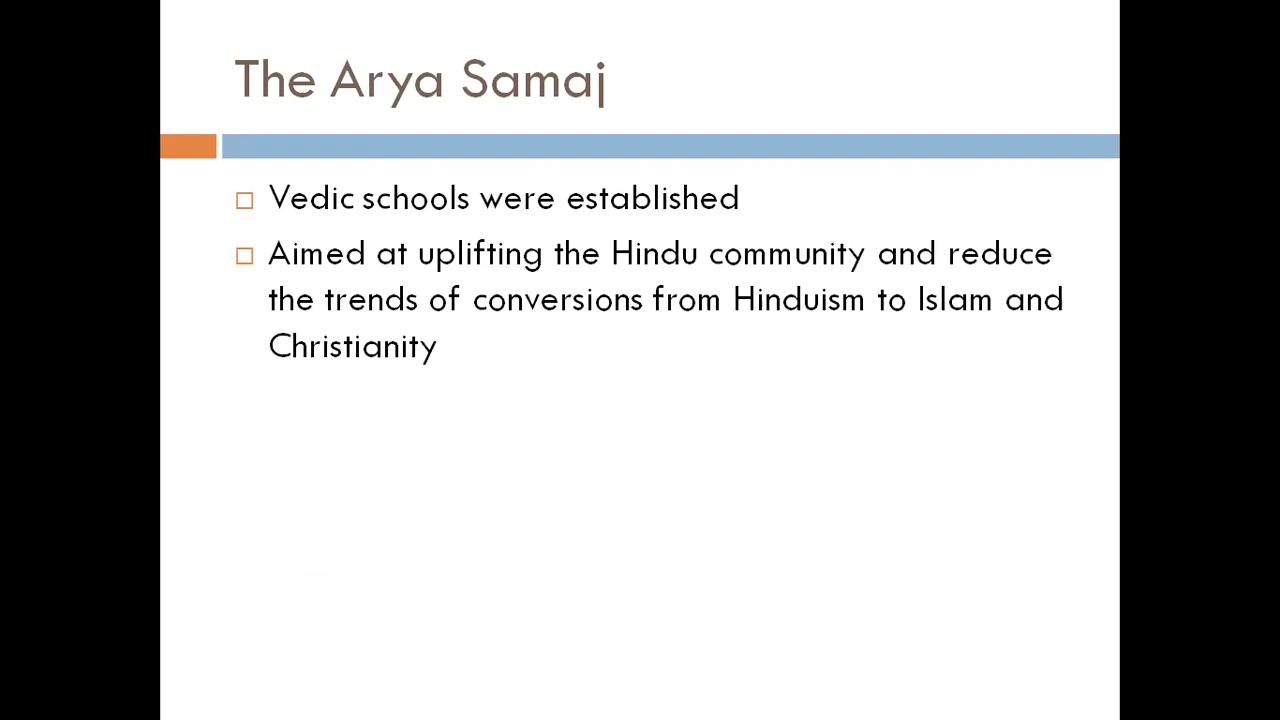 The Arya Samaj
Vedic schools were established
Aimed at uplifting the Hindu community and reduce
the trends of conversions from Hinduism to Islam and
Christianity